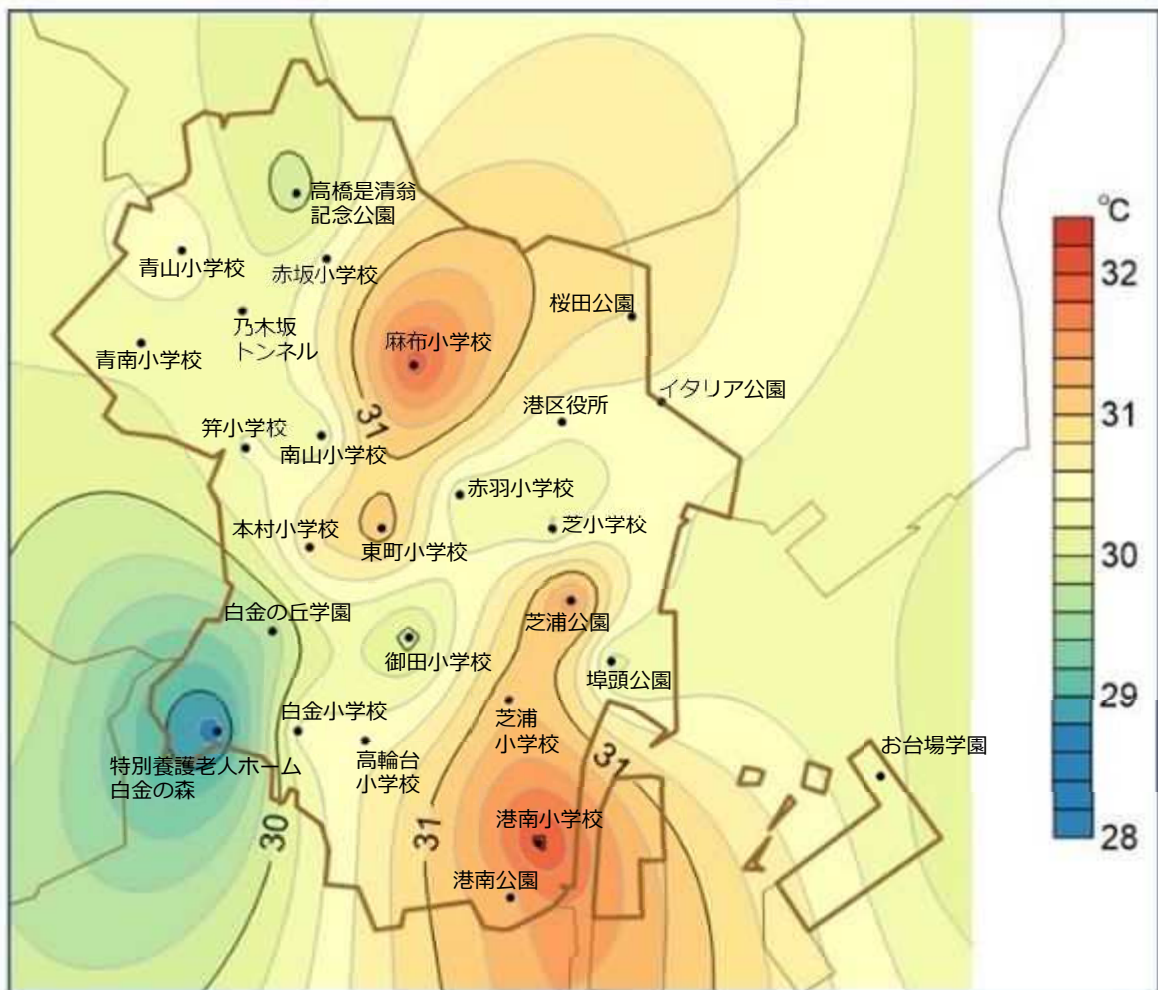 高橋是清翁
記念公園
℃
青山小学校
赤坂小学校
32
桜田公園
乃木坂
トンネル
麻布小学校
青南小学校
イタリア公園
港区役所
31
31
笄小学校
南山小学校
赤羽小学校
本村小学校
東町小学校
芝小学校
30
白金の丘学園
芝浦公園
御田小学校
埠頭公園
29
白金小学校
芝浦
小学校
高輪台
小学校
お台場学園
特別養護老人ホーム
白金の森
31
港南小学校
30
31
28
港南公園